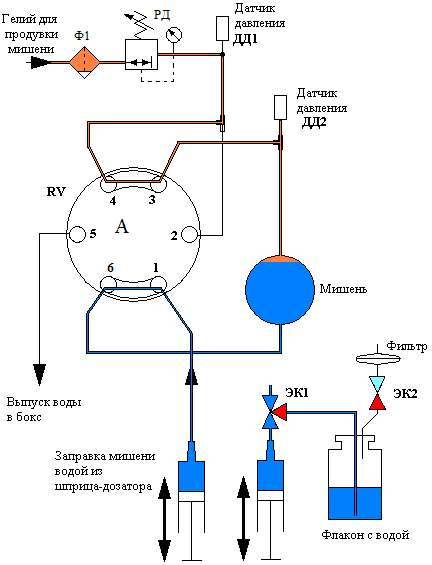 Гелий для
продувки
мишени
Ф1
РД
Датчик
давления
ДД1
Датчик
давления
ДД2
RV
4
3
A
5
2
6
1
Мишень
Выпуск воды
в бокс
Заправка мишени
водой из
шприца-дозатора
ЭК1
Фильтр
ЭК2
Флакон с водой